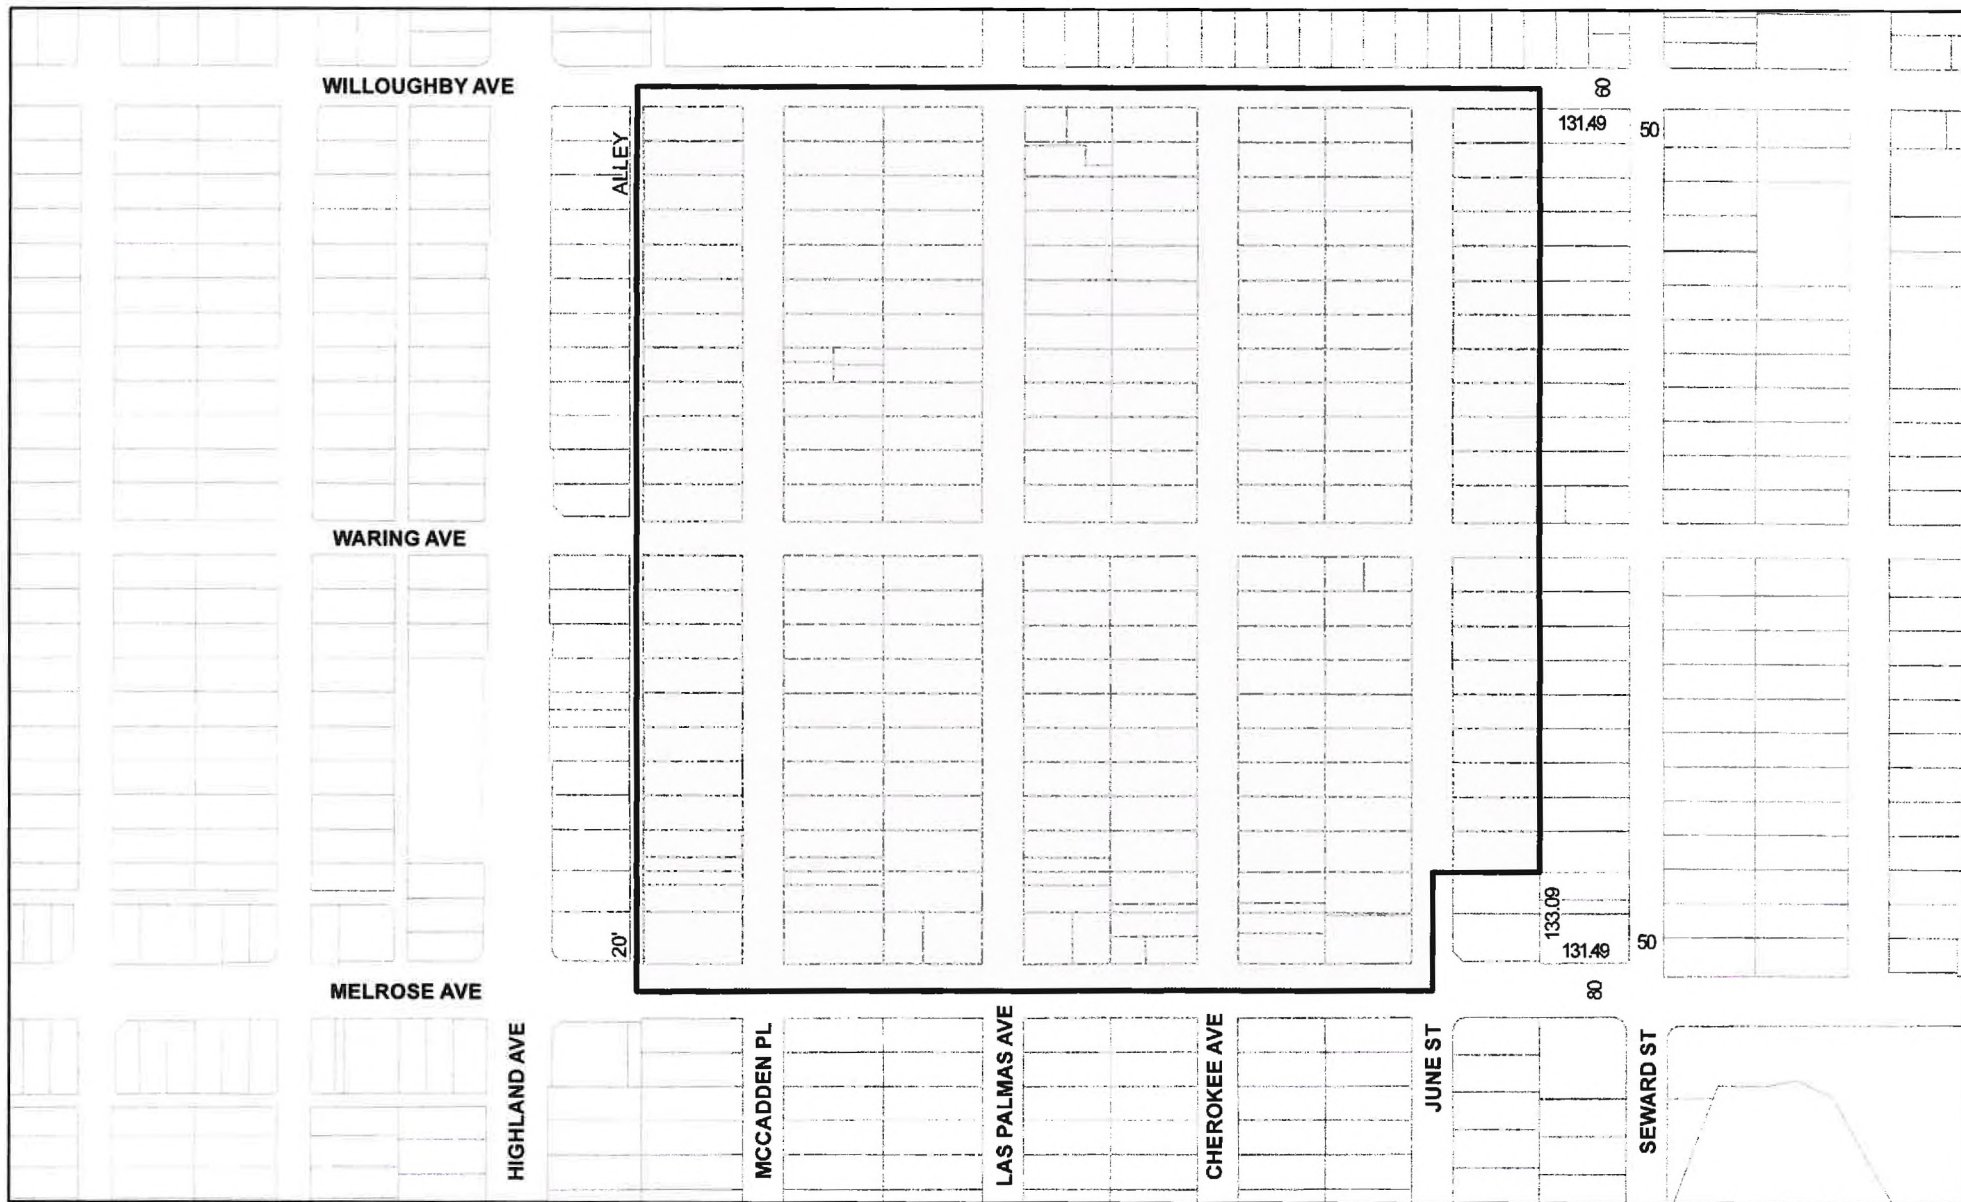 WILLOUGHBY AVE
60
131.49
50
ALLEY
WARING AVE
133.09
20'
131.49
50
MELROSE AVE
80
HIGHLAND AVE
MCCADDEN PL
LAS PALMAS AVE
CHEROKEE AVE
JUNE ST
SEWARD ST